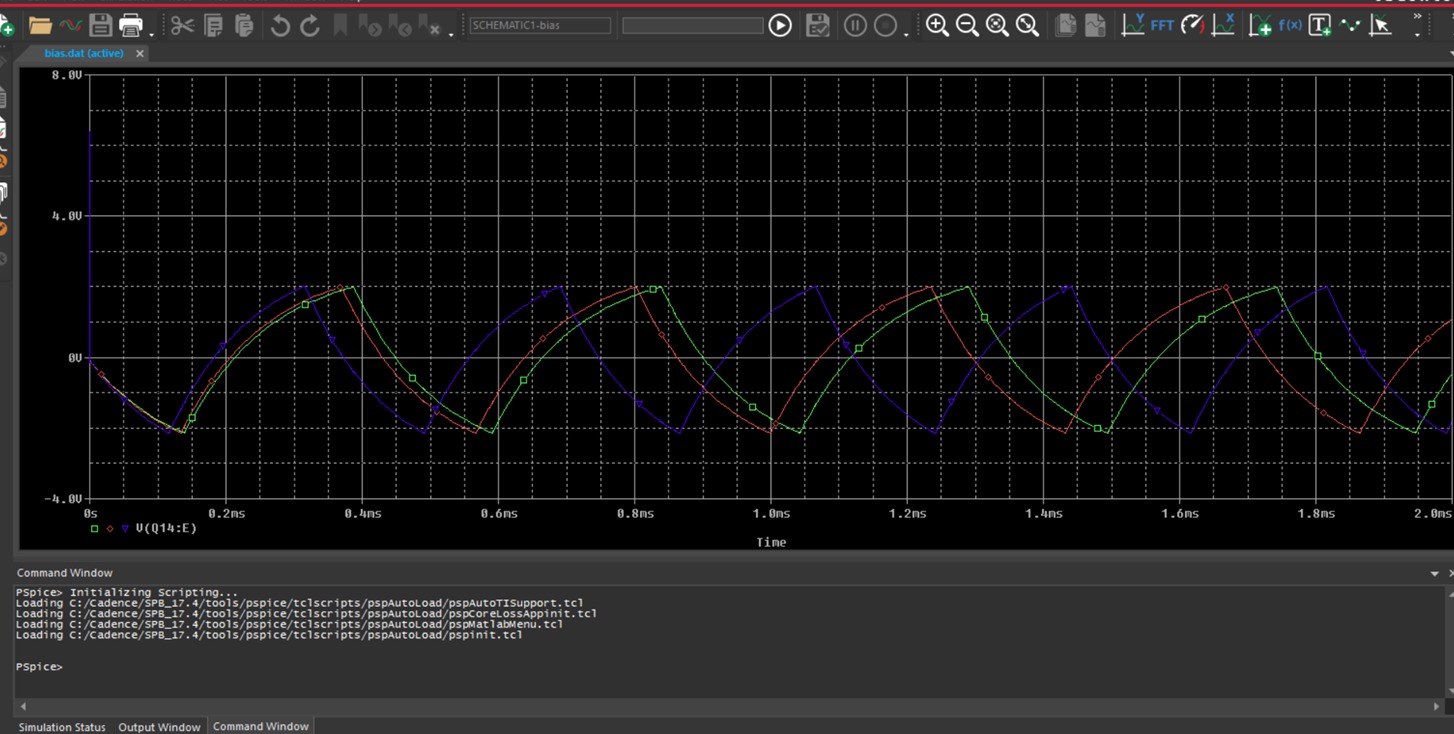 SCHEMATIC1-bias
Y
FFT
X
f(x)
T
»
bias.dat (active) ×
8.0V
4.0V
0V
-4.0V
0s 0.2ms 0.4ms 0.6ms 0.8ms 1.0ms 1.2ms 1.4ms 1.6ms 1.8ms 2.0ms
V(Q14:E)
Time
Command Window
PSpice> Initializing Scripting...
Loading C:/Cadence/SPB_17.4/tools/pspice/tclscripts/pspAutoLoad/pspAutoTISupport.tcl
Loading C:/Cadence/SPB_17.4/tools/pspice/tclscripts/pspAutoLoad/pspCoreLossAppinit.tcl
Loading C:/Cadence/SPB_17.4/tools/pspice/tclscripts/pspAutoLoad/pspMatlabMenu.tcl
Loading C:/Cadence/SPB_17.4/tools/pspice/tclscripts/pspAutoLoad/pspinit.tcl
PSpice>
Simulation Status Output Window Command Window